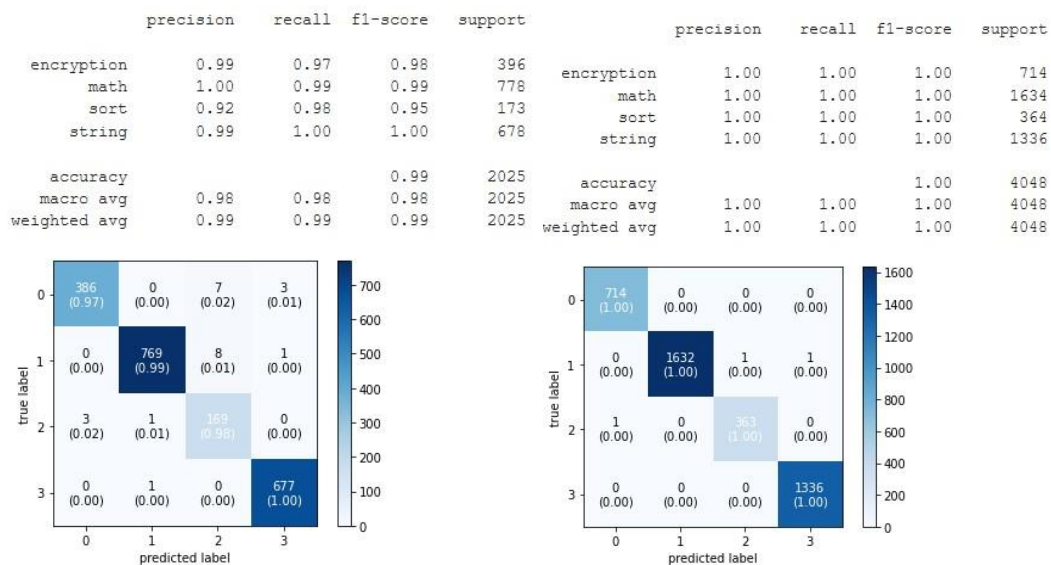 precision recall f1-score support
encryption 0.99 0.97 0.98 396
math 1.00 0.99 0.99 778
sort 0.92 0.98 0.95 173
string 0.99 1.00 1.00 678
accuracy 0.99 2025
macro avg 0.98 0.98 0.98 2025
weighted avg 0.99 0.99 0.99 2025
precision recall f1-score support
encryption 1.00 1.00 1.00 714
math 1.00 1.00 1.00 1634
sort 1.00 1.00 1.00 364
string 1.00 1.00 1.00 1336
accuracy 1.00 4048
macro avg 1.00 1.00 1.00 4048
weighted avg 1.00 1.00 1.00 4048
0 386 0 7 3
(0.97) (0.00) (0.02) (0.01)
1 0 769 8 1
(0.00) (0.99) (0.01) (0.00)
2 3 1 169 0
(0.02) (0.01) (0.98) (0.00)
3 0 1 0 677
(0.00) (0.00) (0.00) (1.00)
0 1 2 3
predicted label
true label
700
600
500
400
300
200
100
0
0 714 0 0 0
(1.00) (0.00) (0.00) (0.00)
1 0 1632 1 1
(0.00) (1.00) (0.00) (0.00)
2 1 0 363 0
(0.00) (0.00) (1.00) (0.00)
3 0 0 0 1336
(0.00) (0.00) (0.00) (1.00)
0 1 2 3
predicted label
true label
1600
1400
1200
1000
800
600
400
200
0